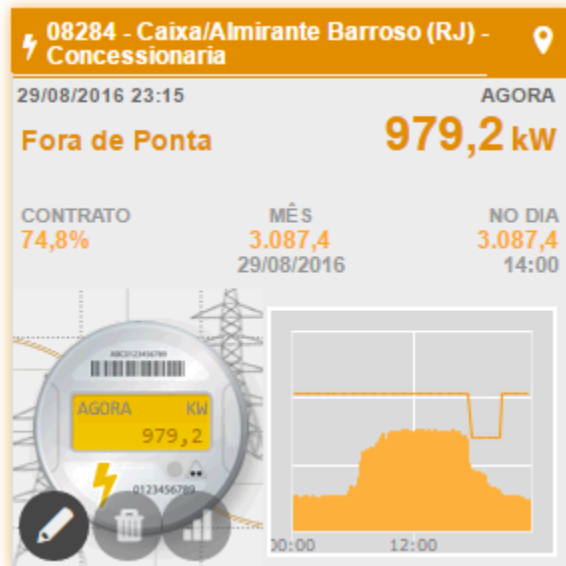 08284 - Caixa/Almirante Barroso (RJ) -
Concessionaria
29/08/2016 23:15 AGORA
Fora de Ponta 979,2 kW
CONTRATO MÊS NO DIA
74,8% 3.087,4 3.087,4
29/08/2016 14:00
ABC0123456789
AGORA KW
979,2
0123456789
00:00 12:00